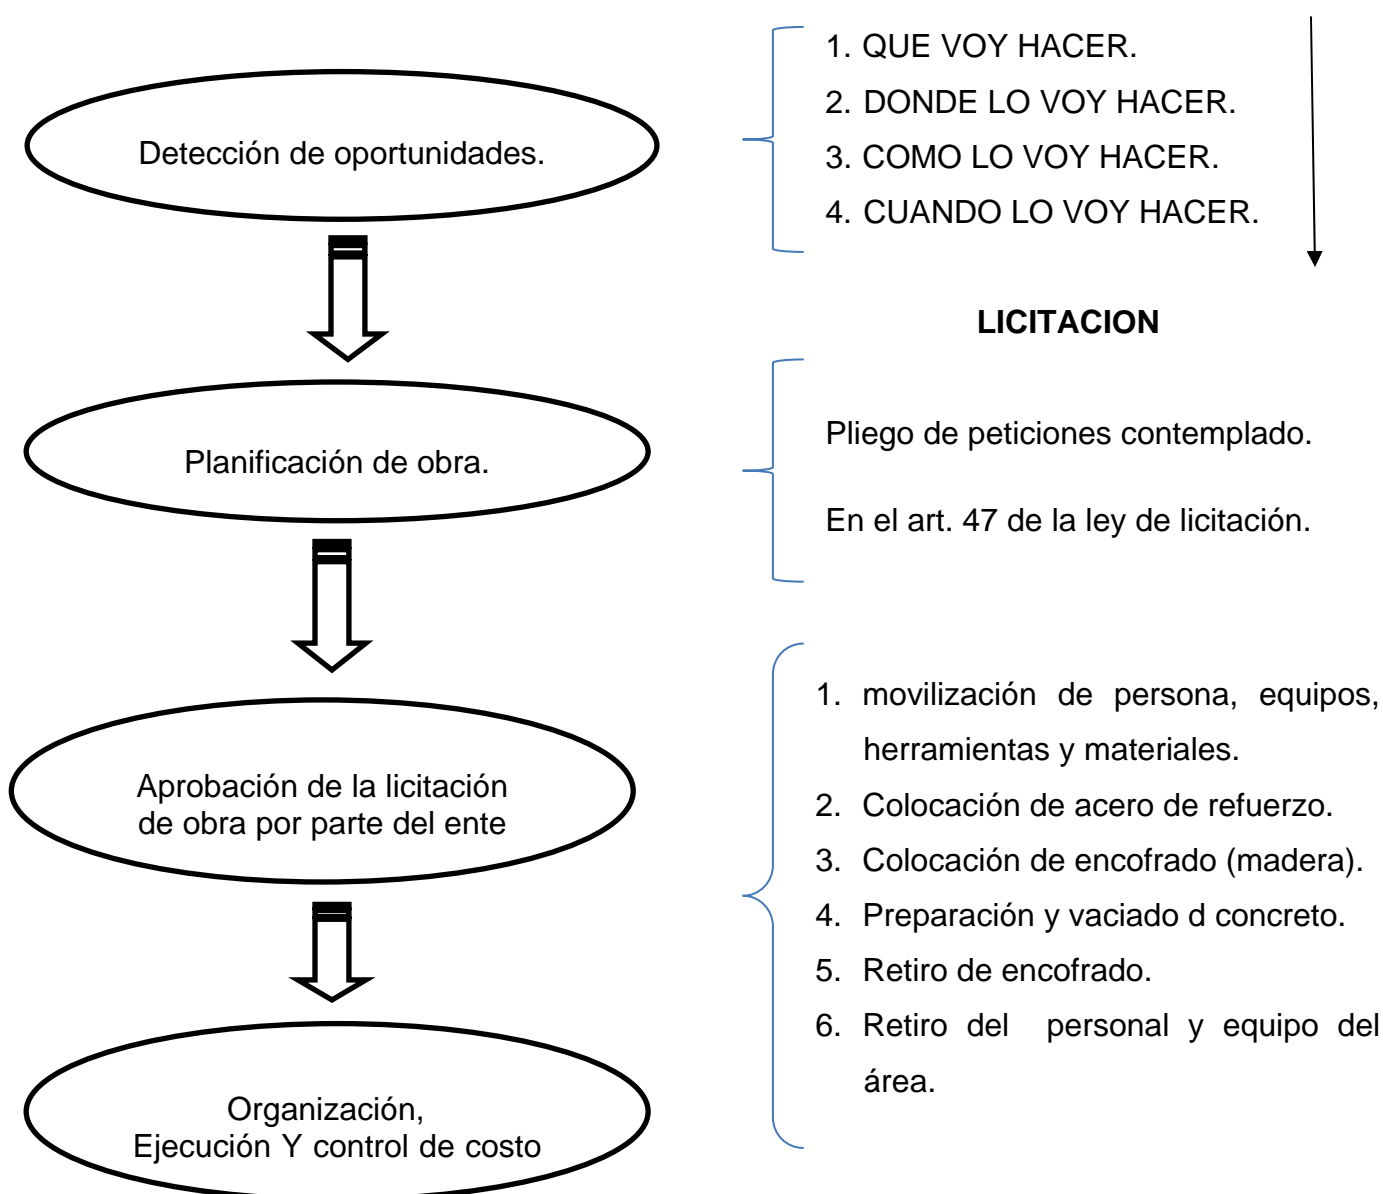 Detección de oportunidades.
1. QUE VOY HACER.
2. DONDE LO VOY HACER.
3. COMO LO VOY HACER.
4. CUANDO LO VOY HACER.
LICITACION
Planificación de obra.
Pliego de peticiones contemplado.
En el art. 47 de la ley de licitación.
Aprobación de la licitación
de obra por parte del ente
1. movilización de persona, equipos,
herramientas y materiales.
2. Colocación de acero de refuerzo.
3. Colocación de encofrado (madera).
4. Preparación y vaciado d concreto.
5. Retiro de encofrado.
6. Retiro del personal y equipo del
área.
Organización,
Ejecución Y control de costo